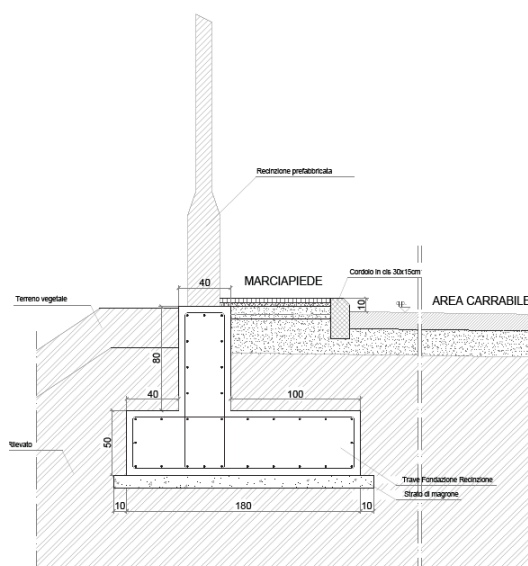 Recinzione prefabbricata
40
MARCIAPIEDE
Cordolo in cls 30x15cm
Terreno vegetale
10
q.p.
AREA CARRABILE
80
40
100
Rilevato
50
Trave Fondazione Recinzione
Strato di magrone
10
180
10